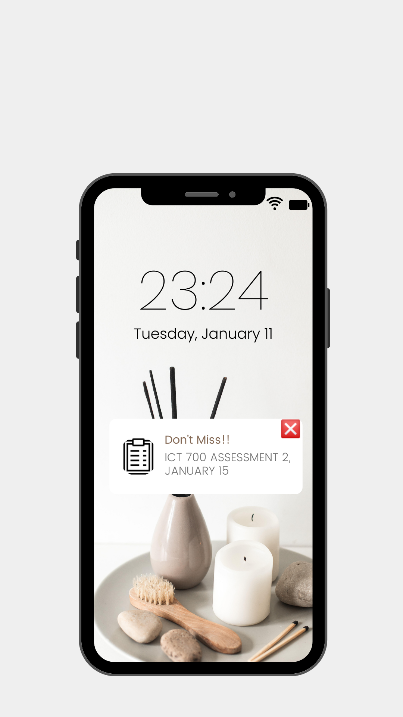 23:24
Tuesday, January 11
Don't Miss!!
ICT 700 ASSESSMENT 2,
JANUARY 15